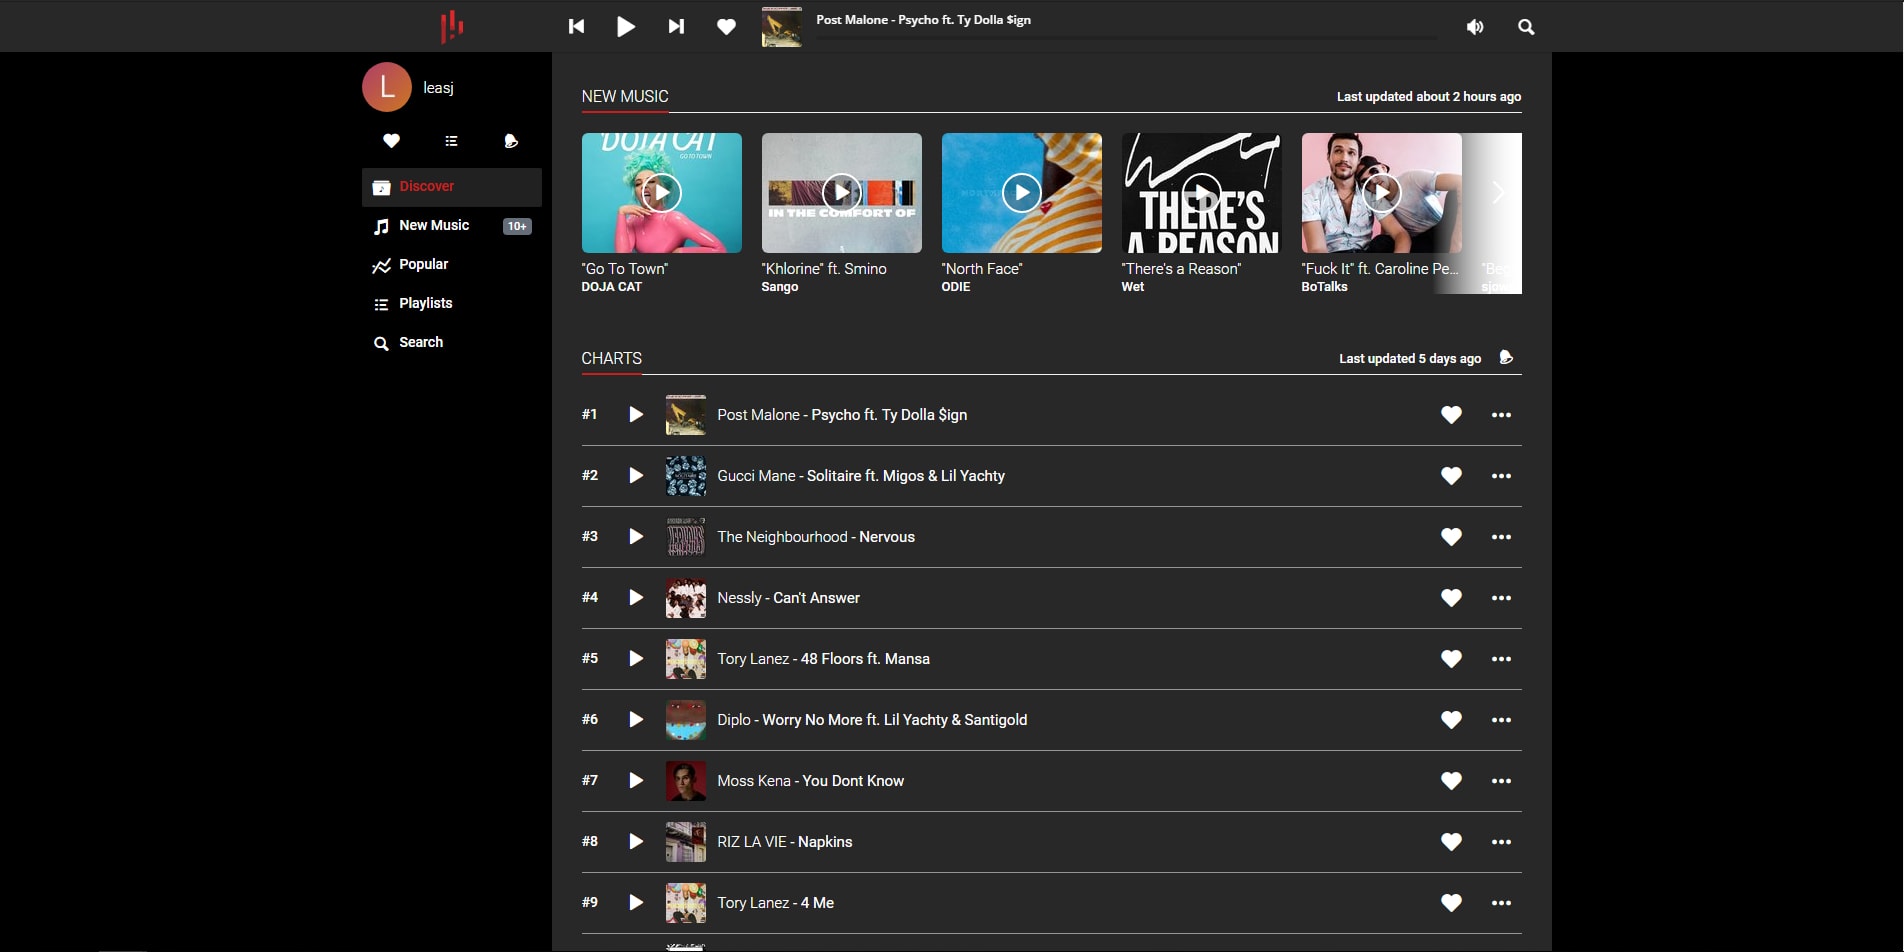 Post Malone - Psycho ft. Ty Dolla $ign
L
leasj
Discover
New Music
10+
Popular
Playlists
Search
NEW MUSIC
Last updated about 2 hours ago
DOJA CAT
GO TO TOWN
IN THE COMFORT OF
THERE'S
A REASON
"Go To Town"
DOJA CAT
"Khlorine" ft. Smino
Sango
"North Face"
ODIE
"There's a Reason"
Wet
"Fuck It" ft. Caroline Pe...
BoTalks
CHARTS
Last updated 5 days ago
#1 Post Malone - Psycho ft. Ty Dolla $ign
#2 Gucci Mane - Solitaire ft. Migos & Lil Yachty
#3 The Neighbourhood - Nervous
#4 Nessly - Can't Answer
#5 Tory Lanez - 48 Floors ft. Mansa
#6 Diplo - Worry No More ft. Lil Yachty & Santigold
#7 Moss Kena - You Dont Know
#8 RIZ LA VIE - Napkins
#9 Tory Lanez - 4 Me